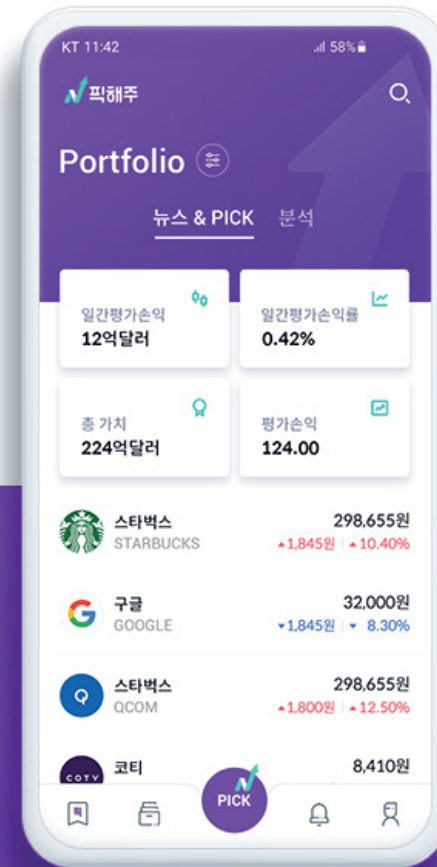 KT 11:42 58%
픽해주
Portfolio
뉴스 & PICK 분석
일간평가손익
12억달러
일간평가손익률
0.42%
총 가치
224억달러
평가손익
124.00
스타벅스 298,655원
STARBUCKS ▲1,845원 ▲10.40%
구글 32,000원
GOOGLE ▼1,845원 ▼ 8.30%
스타벅스 298,655원
QCOM ▲1,800원 ▲12.50%
COTY 코티 8,410원
픽 PICK